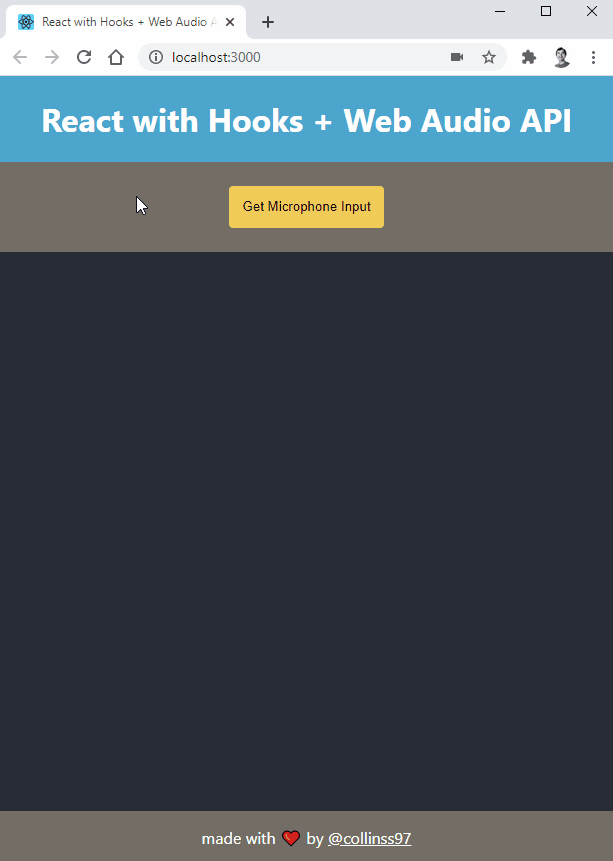 React with Hooks + Web Audio A
localhost:3000
React with Hooks + Web Audio API
Get Microphone Input
made with ❤️ by @collinss97